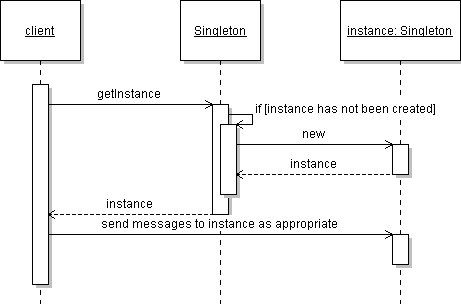 client
Singleton
instance: Singleton
getInstance
if [instance has not been created]
new
instance
instance
send messages to instance as appropriate